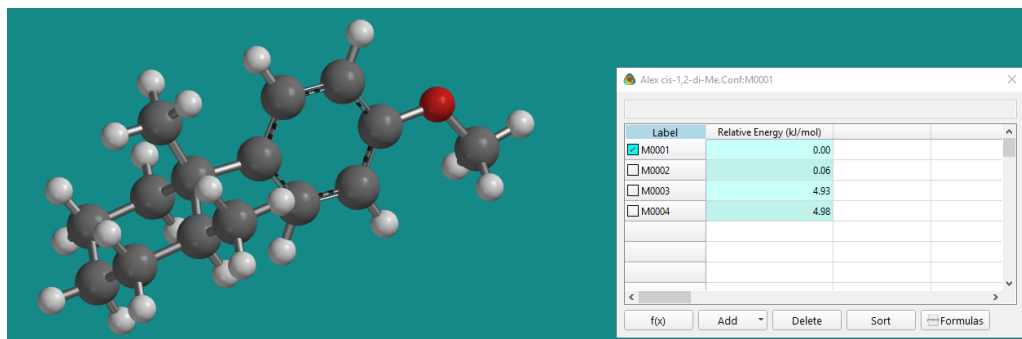 Alex cis-1,2-di-Me.Conf:M0001
Label Relative Energy (kJ/mol)
M0001 0.00
M0002 0.06
M0003 4.93
M0004 4.98
f(x) Add Delete Sort Formulas